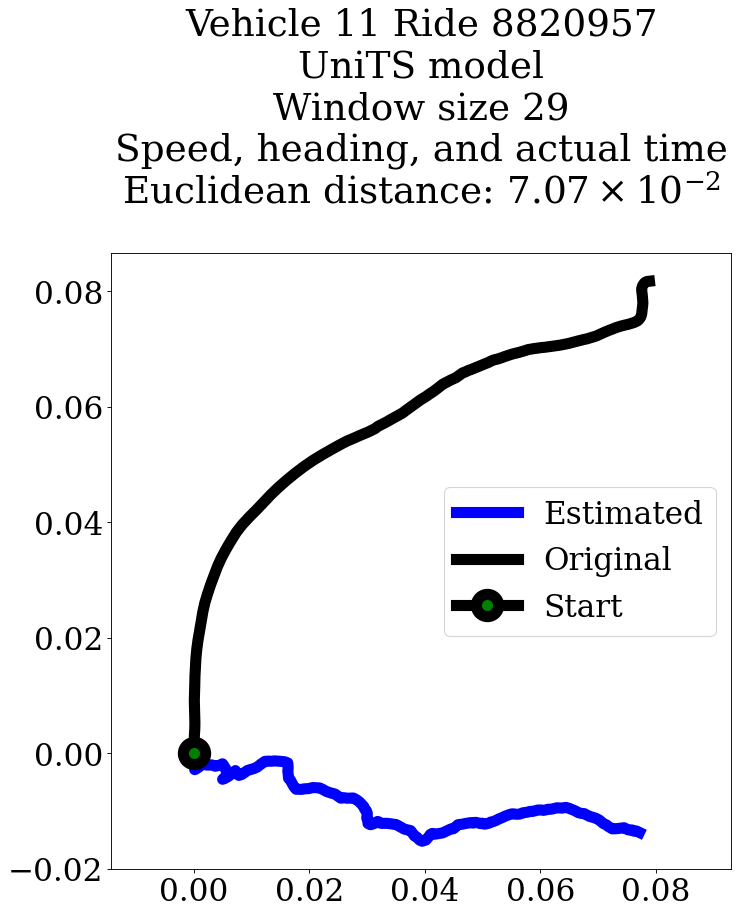 Vehicle 11 Ride 8820957
UniTS model
Window size 29
Speed, heading, and actual time
Euclidean distance: 7.07 × 10⁻²
0.08
0.06
0.04
0.02
0.00
−0.02
Estimated
Original
Start
0.00 0.02 0.04 0.06 0.08